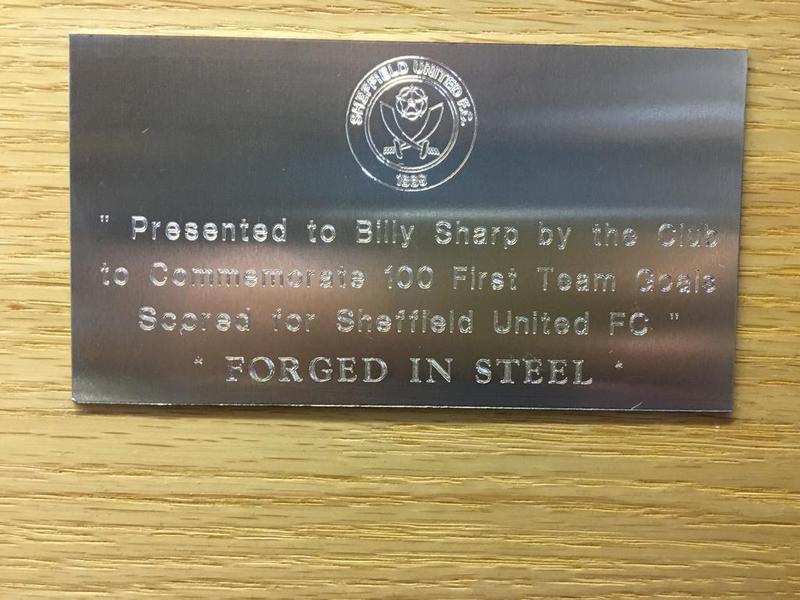 SHEFFIELD UNITED F.C.
1889
" Presented to Billy Sharp by the Club
to Commemorate 100 First Team Goals
Scored for Sheffield United FC "
* FORGED IN STEEL *